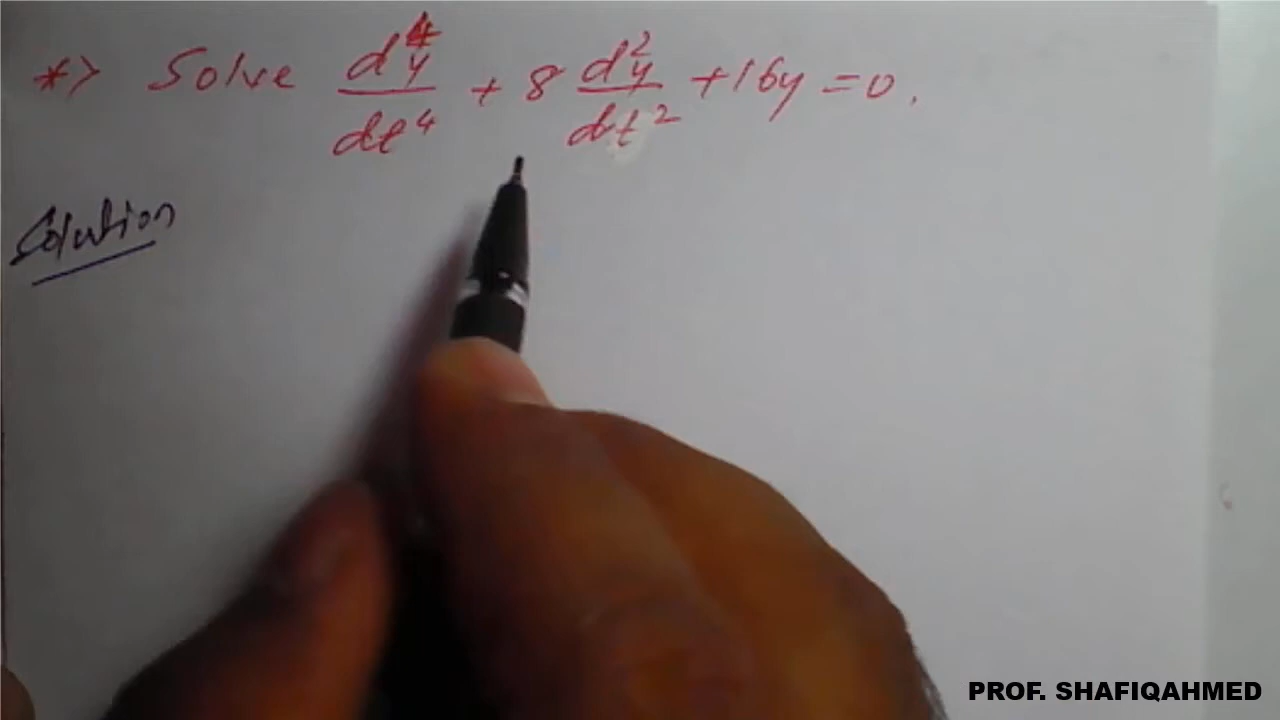 *> Solve d⁴y/dt⁴ + 8 d²y/dt² + 16y = 0.
Solution
PROF. SHAFIQAHMED